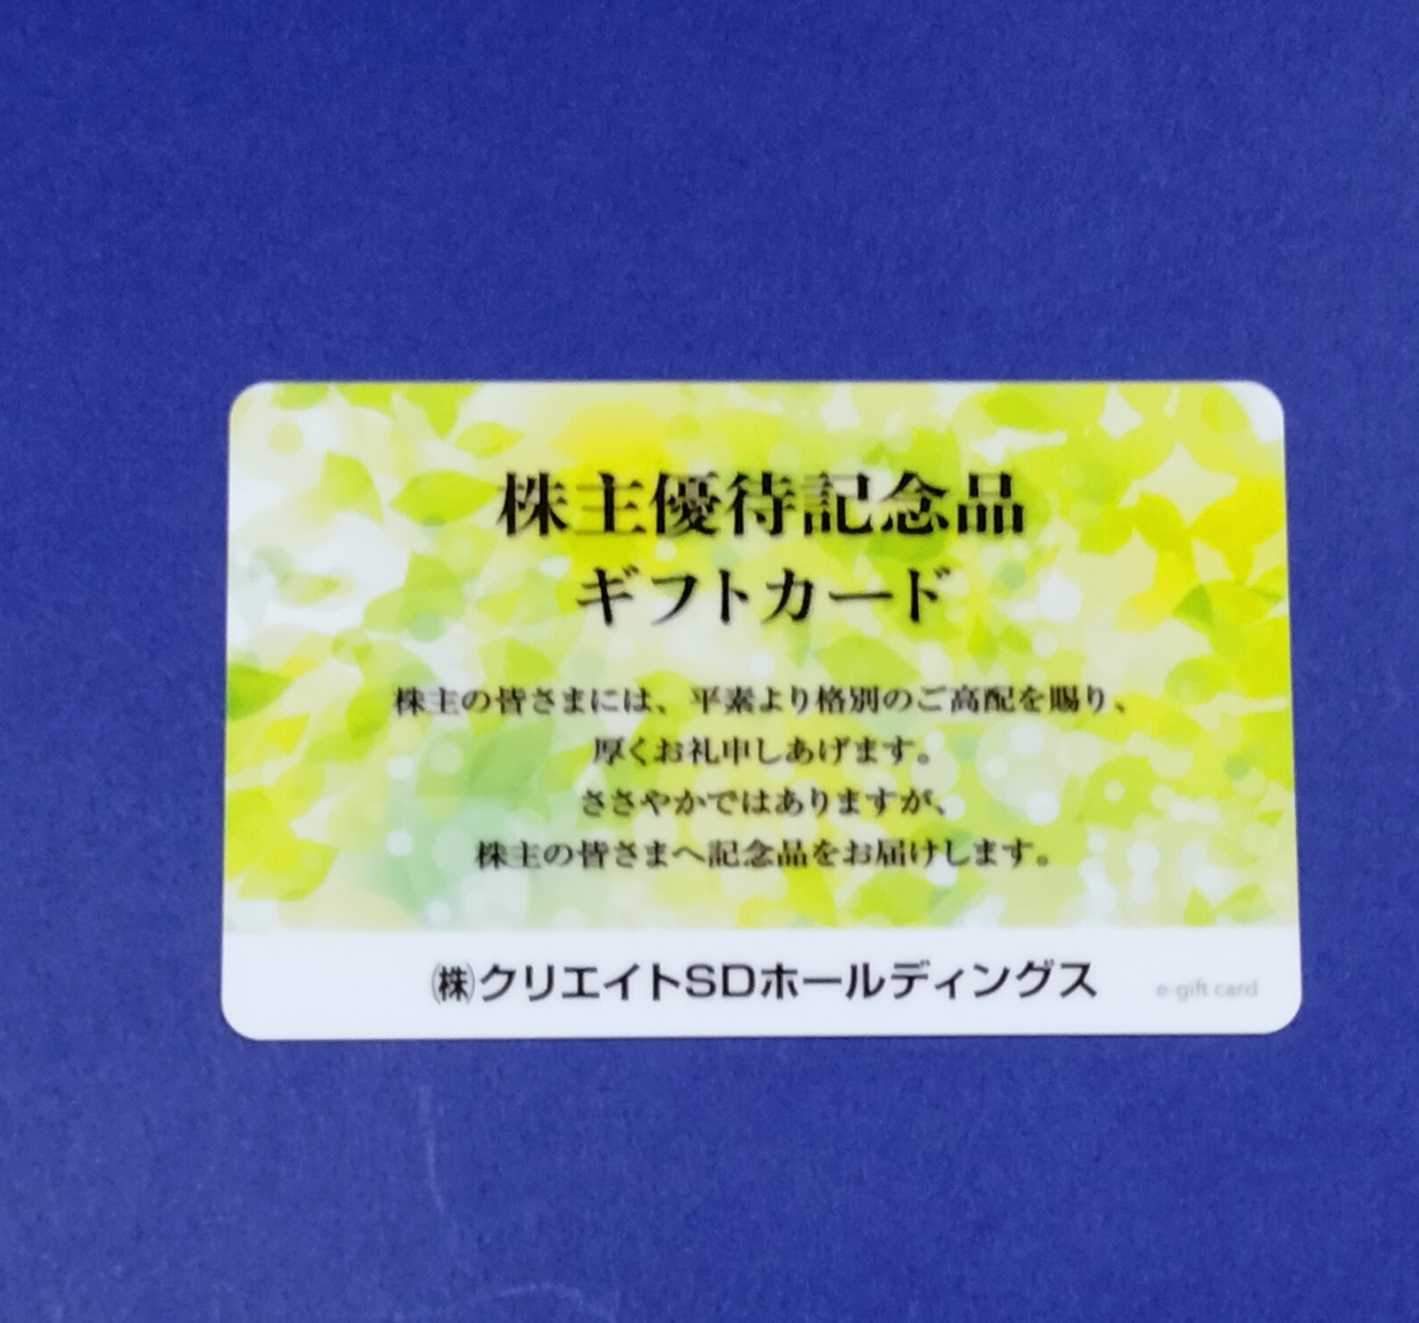 株主優待記念品
ギフトカード
株主の皆さまには、平素より格別のご高配を賜り、
厚くお礼申しあげます。
ささやかではありますが、
株主の皆さまへ記念品をお届けします。
㈱クリエイトSDホールディングス
e-gift card